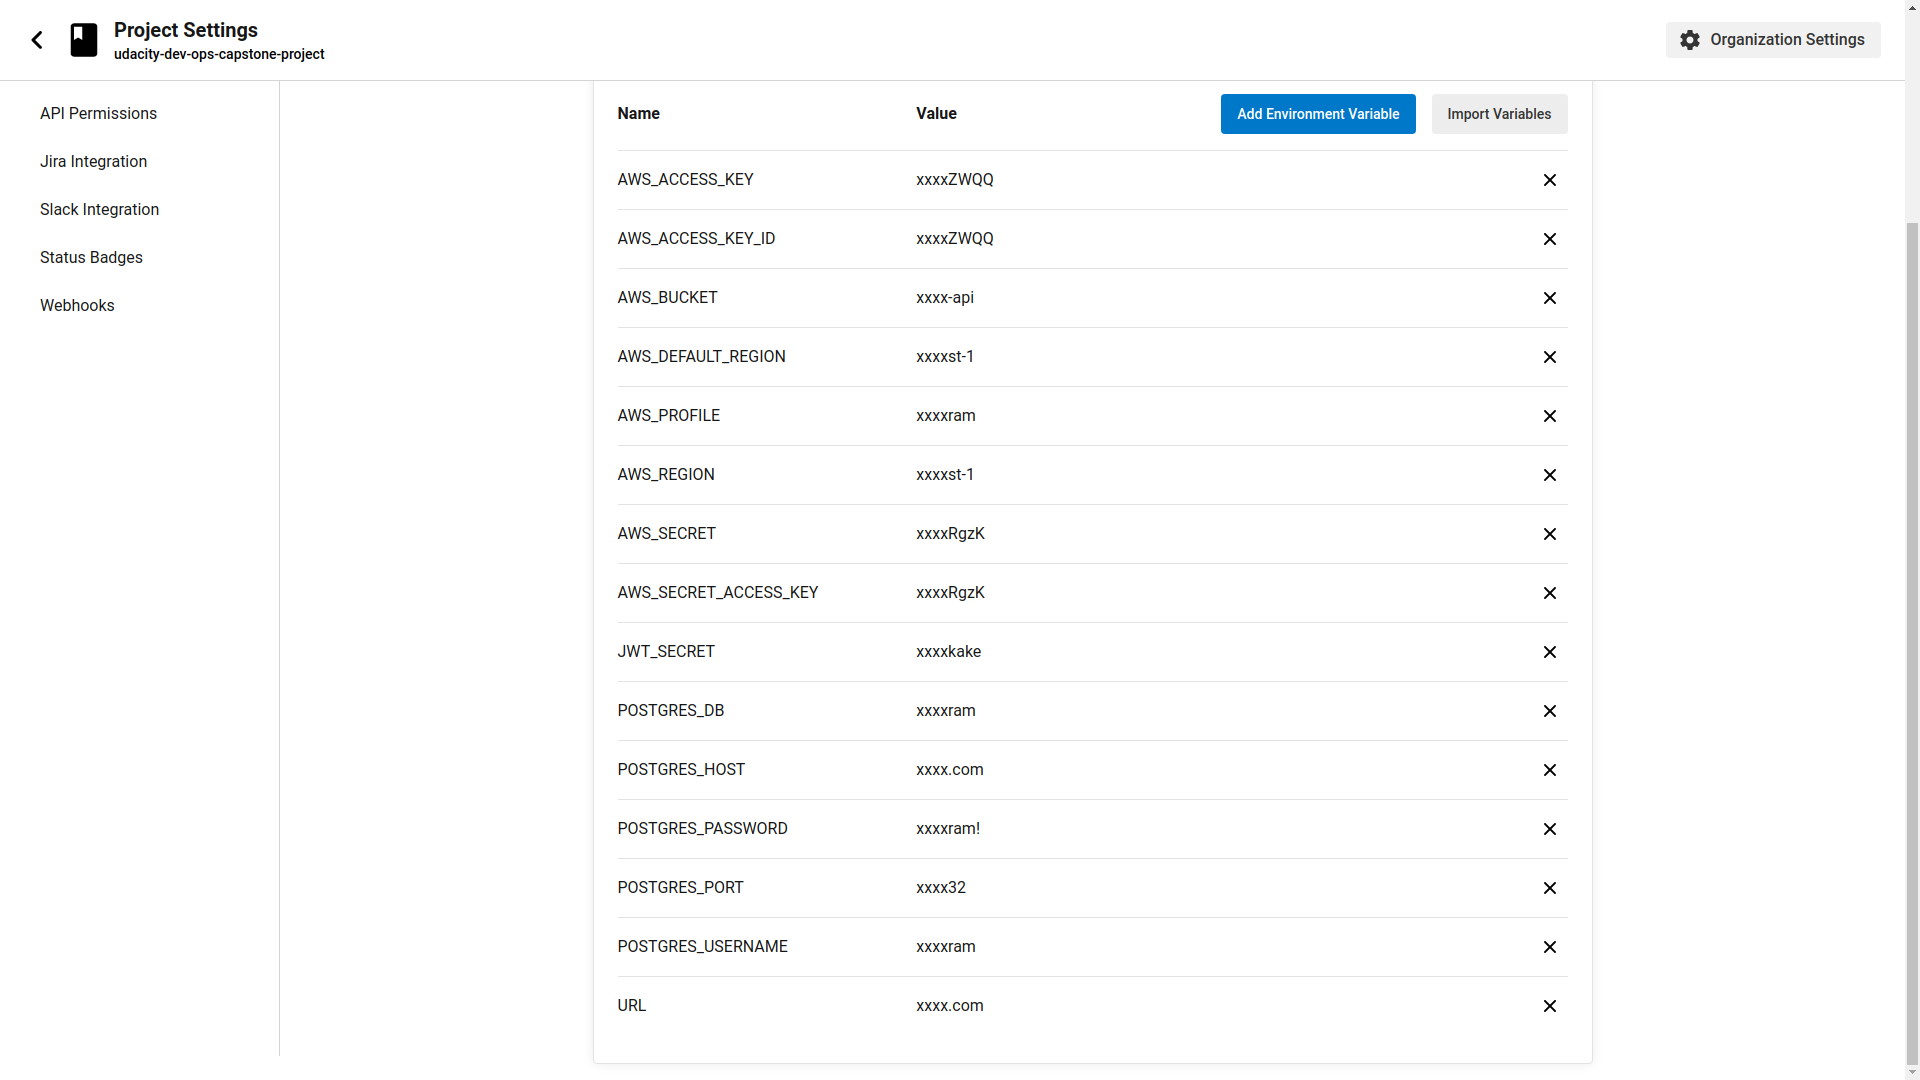 Project Settings
udacity-dev-ops-capstone-project
Organization Settings
API Permissions
Jira Integration
Slack Integration
Status Badges
Webhooks
Name Value Add Environment Variable Import Variables
AWS_ACCESS_KEY xxxxZWQQ
AWS_ACCESS_KEY_ID xxxxZWQQ
AWS_BUCKET xxxx-api
AWS_DEFAULT_REGION xxxxst-1
AWS_PROFILE xxxxram
AWS_REGION xxxxst-1
AWS_SECRET xxxxRgzK
AWS_SECRET_ACCESS_KEY xxxxRgzK
JWT_SECRET xxxxkake
POSTGRES_DB xxxxram
POSTGRES_HOST xxxx.com
POSTGRES_PASSWORD xxxxram!
POSTGRES_PORT xxxx32
POSTGRES_USERNAME xxxxram
URL xxxx.com